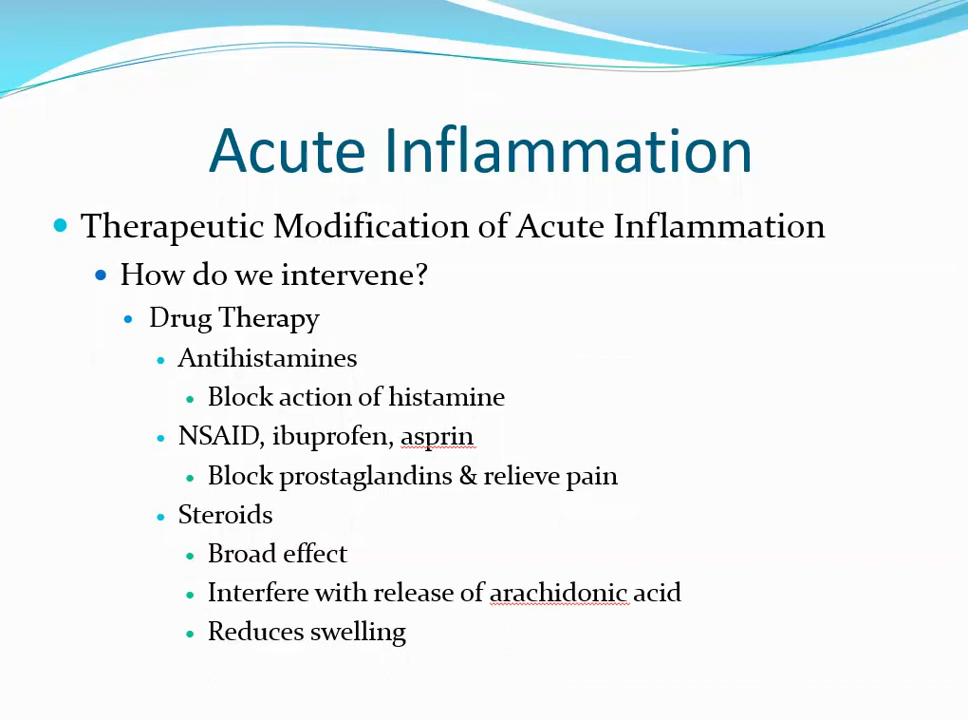 Acute Inflammation
• Therapeutic Modification of Acute Inflammation
• How do we intervene?
• Drug Therapy
• Antihistamines
• Block action of histamine
• NSAID, ibuprofen, asprin
• Block prostaglandins & relieve pain
• Steroids
• Broad effect
• Interfere with release of arachidonic acid
• Reduces swelling